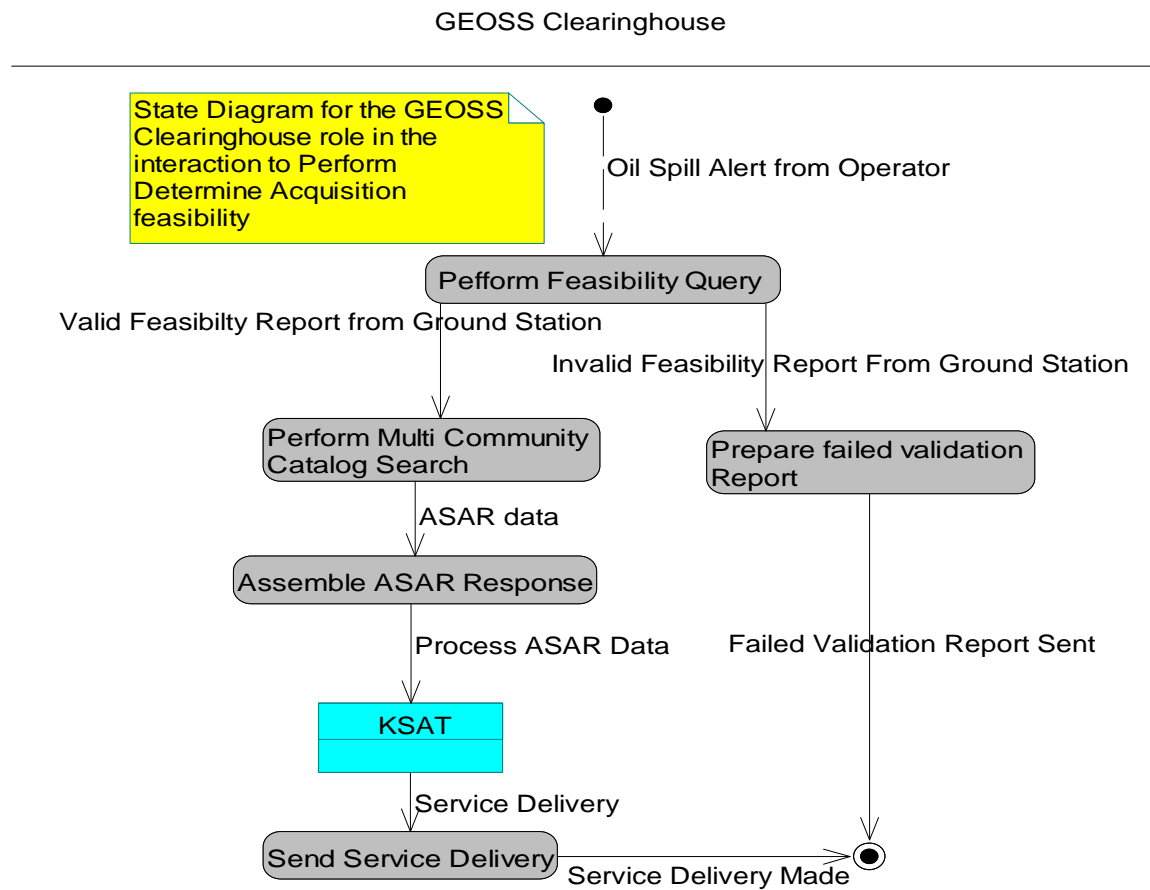 GEOSS Clearinghouse
State Diagram for the GEOSS
Clearinghouse role in the
interaction to Perform
Determine Acquisition
feasibility
Oil Spill Alert from Operator
Pefform Feasibility Query
Valid Feasibilty Report from Ground Station
Invalid Feasibility Report From Ground Station
Perform Multi Community
Catalog Search
Prepare failed validation
Report
ASAR data
Assemble ASAR Response
Process ASAR Data
Failed Validation Report Sent
KSAT
Service Delivery
Send Service Delivery
Service Delivery Made